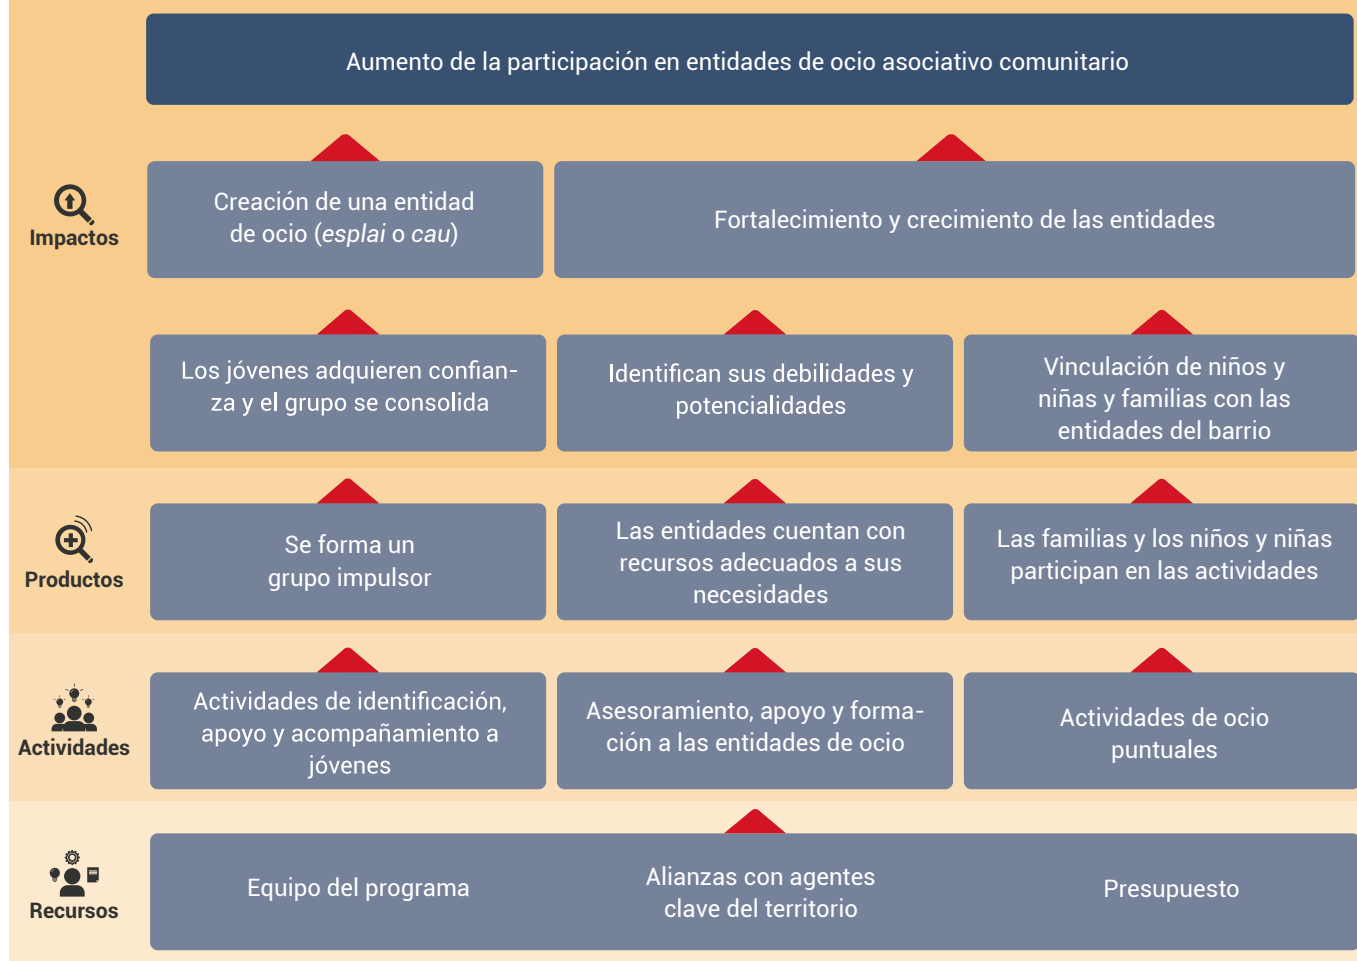 Aumento de la participación en entidades de ocio asociativo comunitario
Impactos
Creación de una entidad
de ocio (esplai o cau)
Fortalecimiento y crecimiento de las entidades
Los jóvenes adquieren confian-
za y el grupo se consolida
Identifican sus debilidades y
potencialidades
Vinculación de niños y
niñas y familias con las
entidades del barrio
Productos
Se forma un
grupo impulsor
Las entidades cuentan con
recursos adecuados a sus
necesidades
Las familias y los niños y niñas
participan en las actividades
Actividades
Actividades de identificación,
apoyo y acompañamiento a
jóvenes
Asesoramiento, apoyo y forma-
ción a las entidades de ocio
Actividades de ocio
puntuales
Recursos
Equipo del programa
Alianzas con agentes
clave del territorio
Presupuesto